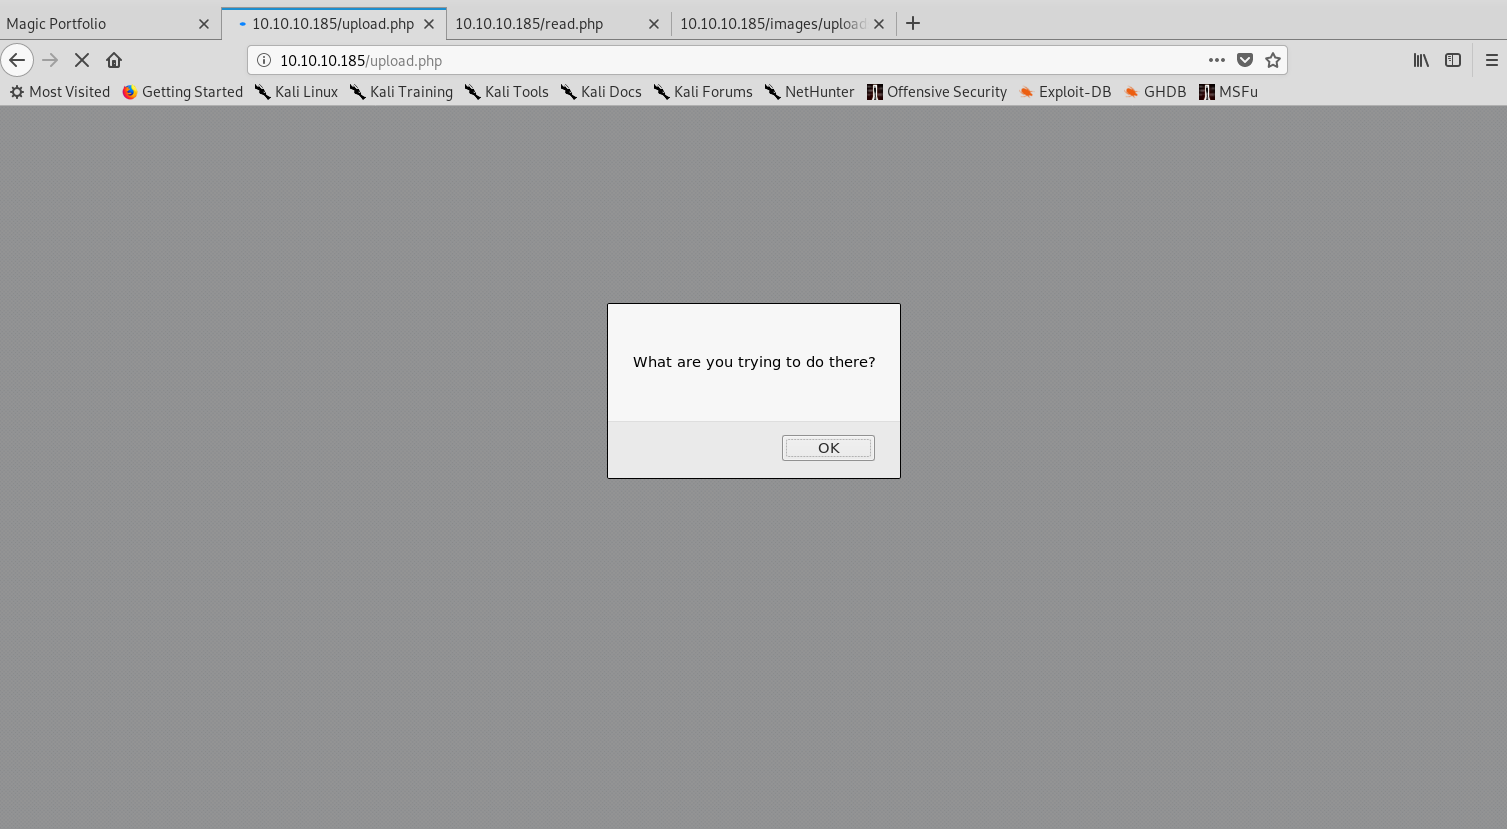 Magic Portfolio
10.10.10.185/upload.php
10.10.10.185/read.php
10.10.10.185/images/upload
10.10.10.185/upload.php
Most Visited
Getting Started
Kali Linux
Kali Training
Kali Tools
Kali Docs
Kali Forums
NetHunter
Offensive Security
Exploit-DB
GHDB
MSFu
What are you trying to do there?
OK